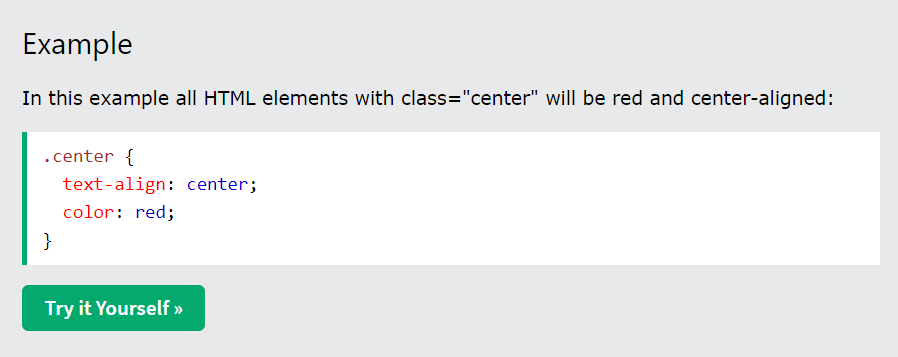 Example
In this example all HTML elements with class="center" will be red and center-aligned:
.center {
  text-align: center;
  color: red;
}
Try it Yourself »